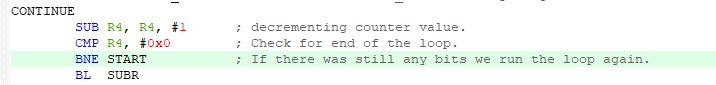 CONTINUE
SUB R4, R4, #1 ; decrementing counter value.
CMP R4, #0x0 ; Check for end of the loop.
BNE START ; If there was still any bits we run the loop again.
BL SUBR